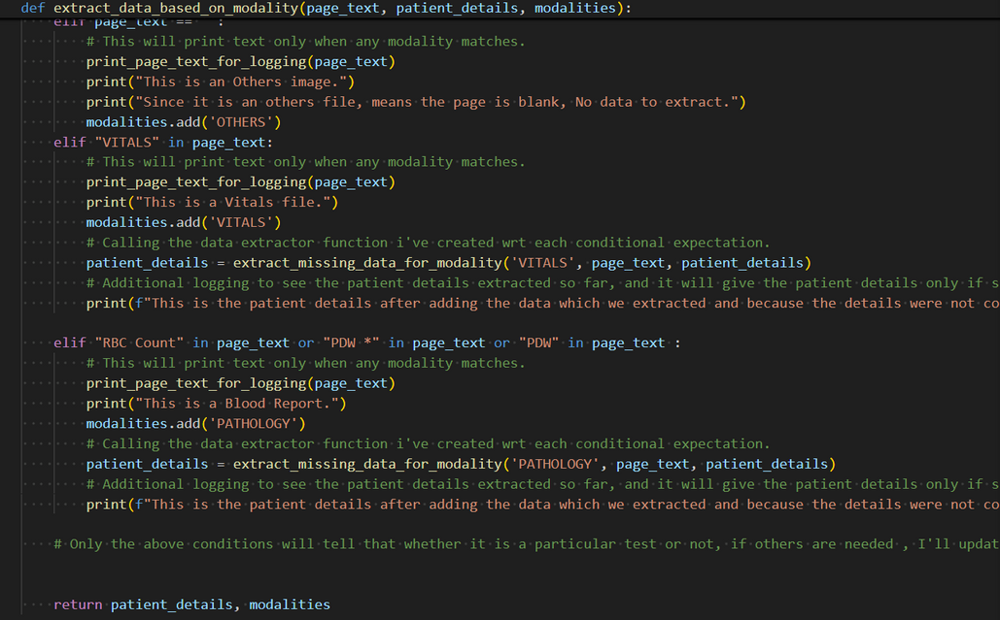 def extract_data_based_on_modality(page_text, patient_details, modalities):
elif page_text == :
# This will print text only when any modality matches.
print_page_text_for_logging(page_text)
print("This is an Others image.")
print("Since it is an others file, means the page is blank, No data to extract.")
modalities.add('OTHERS')
elif "VITALS" in page_text:
# This will print text only when any modality matches.
print_page_text_for_logging(page_text)
print("This is a Vitals file.")
modalities.add('VITALS')
# Calling the data extractor function i've created wrt each conditional expectation.
patient_details = extract_missing_data_for_modality('VITALS', page_text, patient_details)
# Additional logging to see the patient details extracted so far, and it will give the patient details only if s
print(f"This is the patient details after adding the data which we extracted and because the details were not co
elif "RBC Count" in page_text or "PDW *" in page_text or "PDW" in page_text :
# This will print text only when any modality matches.
print_page_text_for_logging(page_text)
print("This is a Blood Report.")
modalities.add('PATHOLOGY')
# Calling the data extractor function i've created wrt each conditional expectation.
patient_details = extract_missing_data_for_modality('PATHOLOGY', page_text, patient_details)
# Additional logging to see the patient details extracted so far, and it will give the patient details only if s
print(f"This is the patient details after adding the data which we extracted and because the details were not co
# Only the above conditions will tell that whether it is a particular test or not, if others are needed , I'll updat
return patient_details, modalities